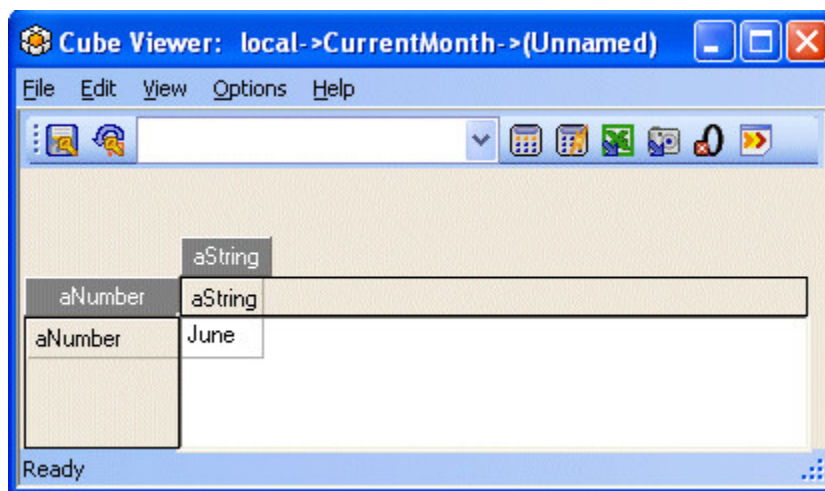 Cube Viewer: local->CurrentMonth->(Unnamed)
File Edit View Options Help
aString
aNumber aString
aNumber June
Ready